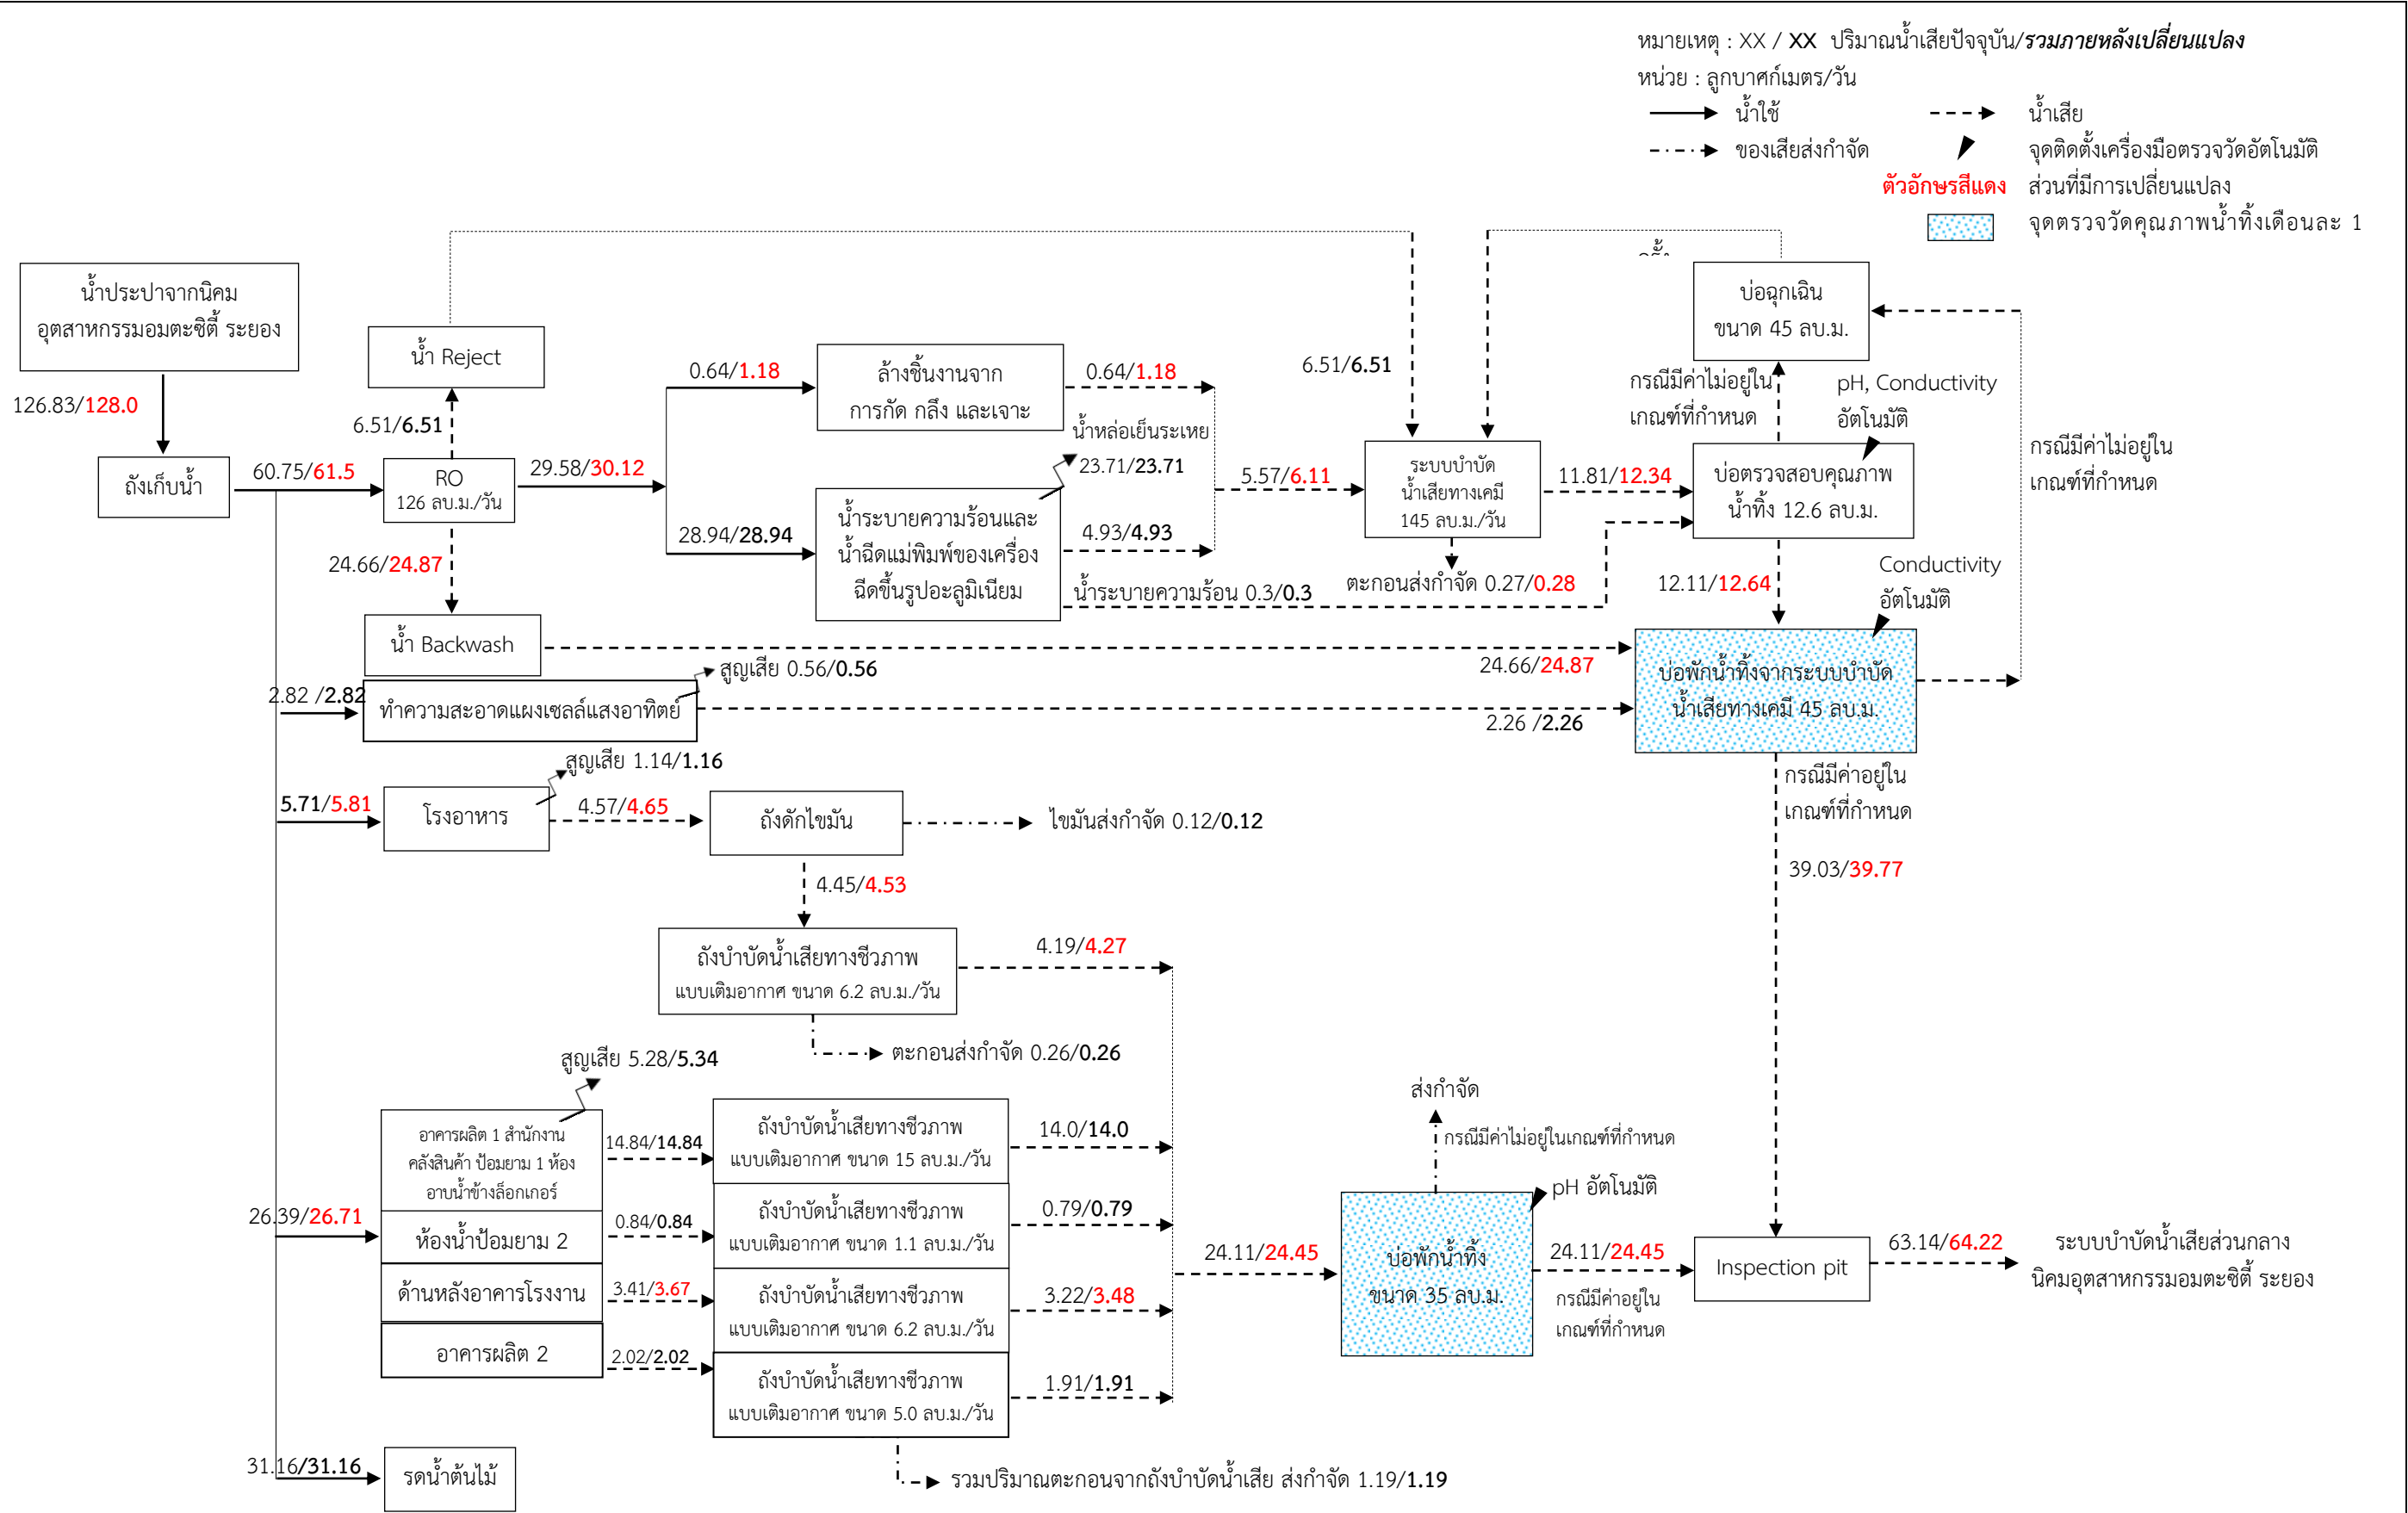 หมายเหตุ : XX / XX ปริมาณน้ำเสียปัจจุบัน/รวมภายหลังเปลี่ยนแปลง
หน่วย : ลูกบาศก์เมตร/วัน
น้ำใช้
น้ำเสีย
ของเสียส่งกำจัด
จุดติดตั้งเครื่องมือตรวจวัดอัตโนมัติ
ตัวอักษรสีแดง ส่วนที่มีการเปลี่ยนแปลง
จุดตรวจวัดคุณภาพน้ำทิ้งเดือนละ 1
น้ำประปาจากนิคม
อุตสาหกรรมอมตะซิตี้ ระยอง
126.83/128.0
ถังเก็บน้ำ
60.75/61.5
น้ำ Reject
6.51/6.51
RO
126 ลบ.ม./วัน
24.66/24.87
น้ำ Backwash
29.58/30.12
0.64/1.18
ล้างชิ้นงานจาก
การกัด กลึง และเจาะ
0.64/1.18
28.94/28.94
น้ำระบายความร้อนและ
น้ำฉีดแม่พิมพ์ของเครื่อง
ฉีดขึ้นรูปอะลูมิเนียม
น้ำหล่อเย็นระเหย
23.71/23.71
4.93/4.93
น้ำระบายความร้อน 0.3/0.3
5.57/6.11
6.51/6.51
ระบบบำบัด
น้ำเสียทางเคมี
145 ลบ.ม./วัน
ตะกอนส่งกำจัด 0.27/0.28
11.81/12.34
บ่อฉุกเฉิน
ขนาด 45 ลบ.ม.
กรณีมีค่าไม่อยู่ใน
เกณฑ์ที่กำหนด
pH, Conductivity
อัตโนมัติ
บ่อตรวจสอบคุณภาพ
น้ำทิ้ง 12.6 ลบ.ม.
กรณีมีค่าไม่อยู่ใน
เกณฑ์ที่กำหนด
12.11/12.64
Conductivity
อัตโนมัติ
24.66/24.87
บ่อพักน้ำทิ้งจากระบบบำบัด
น้ำเสียทางเคมี 45 ลบ.ม.
2.82 /2.82
ทำความสะอาดแผงเซลล์แสงอาทิตย์
สูญเสีย 0.56/0.56
2.26 /2.26
กรณีมีค่าอยู่ใน
เกณฑ์ที่กำหนด
39.03/39.77
5.71/5.81
โรงอาหาร
สูญเสีย 1.14/1.16
4.57/4.65
ถังดักไขมัน
ไขมันส่งกำจัด 0.12/0.12
4.45/4.53
ถังบำบัดน้ำเสียทางชีวภาพ
แบบเติมอากาศ ขนาด 6.2 ลบ.ม./วัน
4.19/4.27
ตะกอนส่งกำจัด 0.26/0.26
สูญเสีย 5.28/5.34
26.39/26.71
อาคารผลิต 1 สำนักงาน
คลังสินค้า ป้อมยาม 1 ห้อง
อาบน้ำข้างล็อกเกอร์
14.84/14.84
ถังบำบัดน้ำเสียทางชีวภาพ
แบบเติมอากาศ ขนาด 15 ลบ.ม./วัน
14.0/14.0
ห้องน้ำป้อมยาม 2
0.84/0.84
ถังบำบัดน้ำเสียทางชีวภาพ
แบบเติมอากาศ ขนาด 1.1 ลบ.ม./วัน
0.79/0.79
ด้านหลังอาคารโรงงาน
3.41/3.67
ถังบำบัดน้ำเสียทางชีวภาพ
แบบเติมอากาศ ขนาด 6.2 ลบ.ม./วัน
3.22/3.48
อาคารผลิต 2
2.02/2.02
ถังบำบัดน้ำเสียทางชีวภาพ
แบบเติมอากาศ ขนาด 5.0 ลบ.ม./วัน
1.91/1.91
24.11/24.45
ส่งกำจัด
กรณีมีค่าไม่อยู่ในเกณฑ์ที่กำหนด
pH อัตโนมัติ
บ่อพักน้ำทิ้ง
ขนาด 35 ลบ.ม.
24.11/24.45
กรณีมีค่าอยู่ใน
เกณฑ์ที่กำหนด
Inspection pit
63.14/64.22
ระบบบำบัดน้ำเสียส่วนกลาง
นิคมอุตสาหกรรมอมตะซิตี้ ระยอง
31.16/31.16
รดน้ำต้นไม้
รวมปริมาณตะกอนจากถังบำบัดน้ำเสีย ส่งกำจัด 1.19/1.19